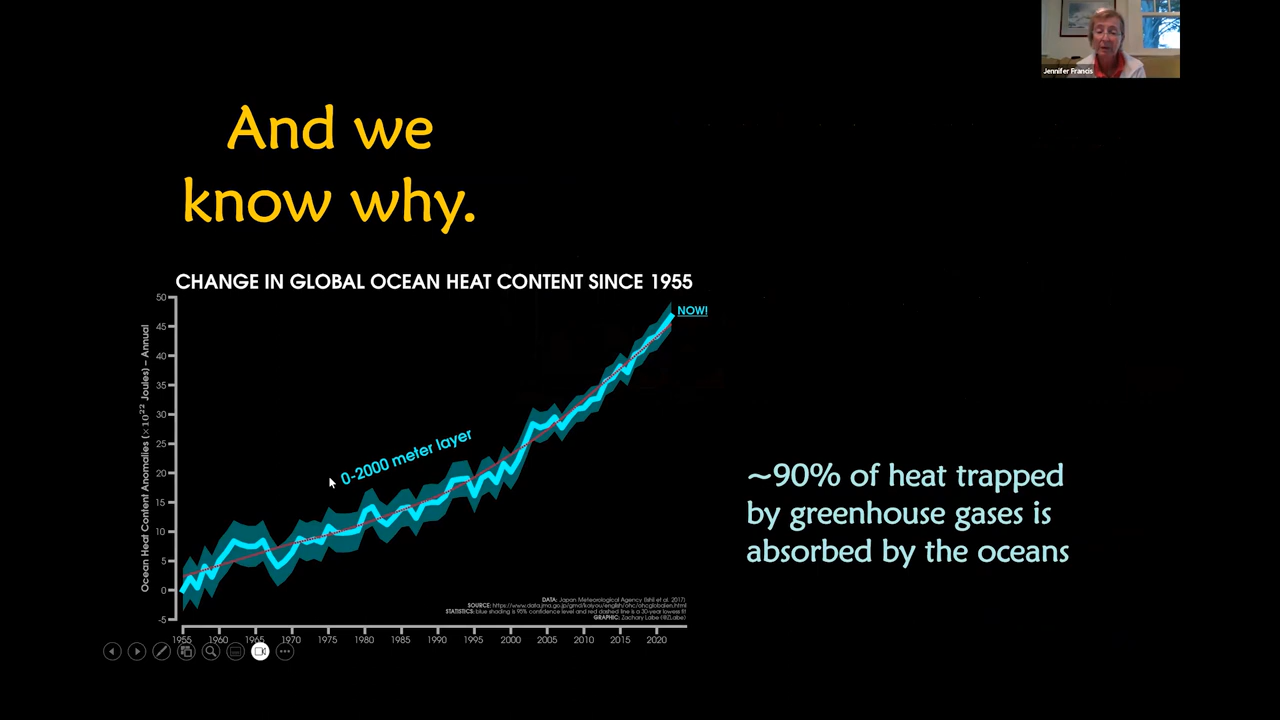 Jennifer Francis
And we
know why.
CHANGE IN GLOBAL OCEAN HEAT CONTENT SINCE 1955
NOW!
50
45
40
35
30
25
20
15
10
5
0
-5
Ocean Heat Content Anomalies (×10²² Joules) – Annual
0-2000 meter layer
~90% of heat trapped
by greenhouse gases is
absorbed by the oceans
DATA: Japan Meteorological Agency (Ishii et al. 2017)
SOURCE: https://www.data.jma.go.jp/gmd/kaiyou/english/ohc/ohc_global_en.html
STATISTICS: blue shading is 95% confidence level and red dashed line is a 30-year lowess fit
GRAPHIC: Zachary Labe (@ZLabe)
1955 1960 1965 1970 1975 1980 1985 1990 1995 2000 2005 2010 2015 2020